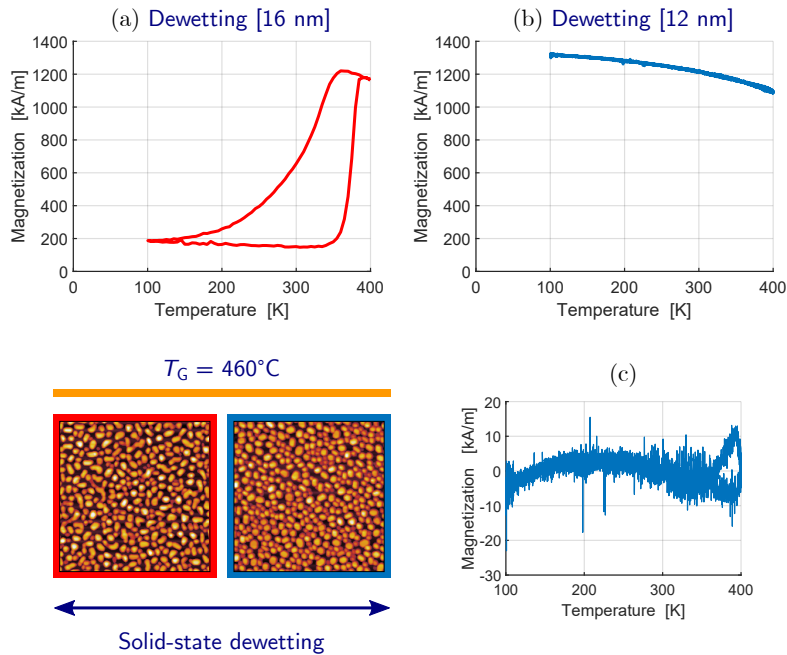 (a) Dewetting [16 nm]
1400
1200
1000
800
600
400
200
0
Magnetization [kA/m]
0 100 200 300 400
Temperature [K]
(b) Dewetting [12 nm]
1400
1200
1000
800
600
400
200
0
Magnetization [kA/m]
0 100 200 300 400
Temperature [K]
T_G = 460°C
Solid-state dewetting
(c)
20
10
0
-10
-20
-30
Magnetization [kA/m]
100 200 300 400
Temperature [K]